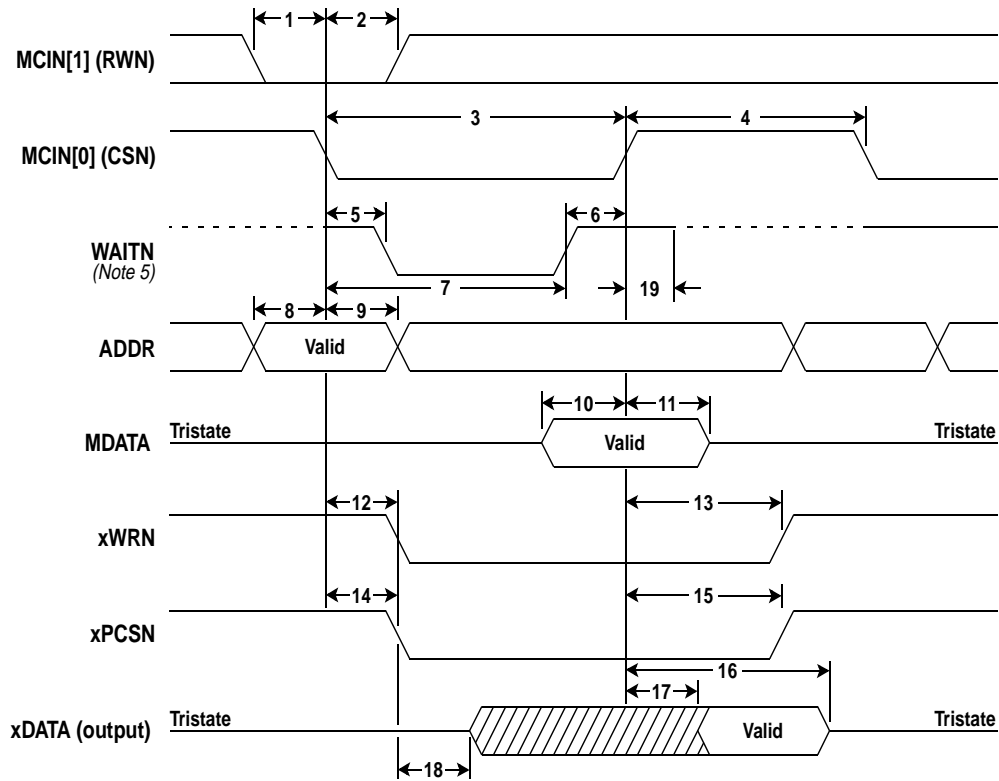 1 2
MCIN[1] (RWN)
3 4
MCIN[0] (CSN)
5 6
WAITN
(Note 5)
7 19
8 9
ADDR Valid
10 11
Tristate Tristate
MDATA Valid
12 13
xWRN
14 15
xPCSN
16
17
Tristate Tristate
xDATA (output) Valid
18